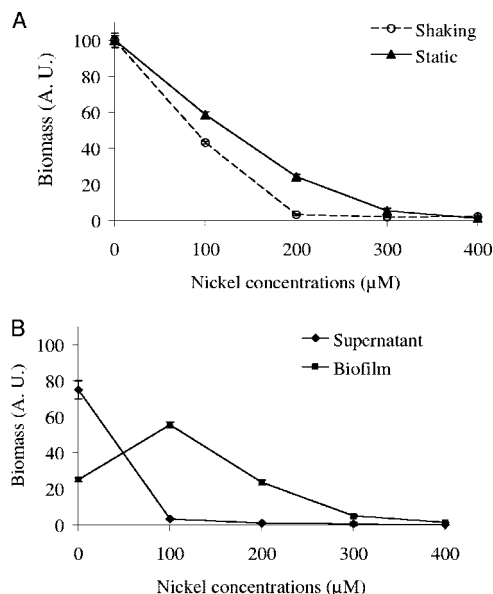 A
Shaking
Static
Biomass (A. U.)
100
80
60
40
20
0
0 100 200 300 400
Nickel concentrations (µM)
B
Supernatant
Biofilm
Biomass (A. U.)
100
80
60
40
20
0
0 100 200 300 400
Nickel concentrations (µM)